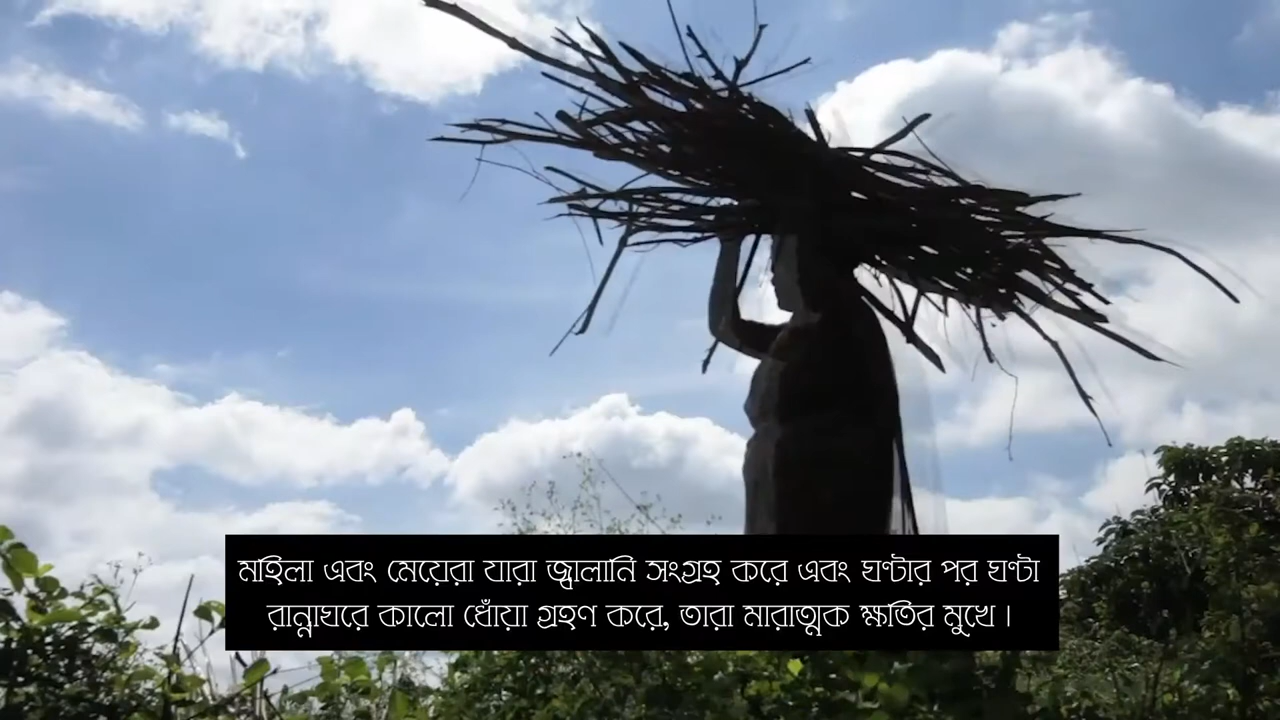 মহিলা এবং মেয়েরা যারা জ্বালানি সংগ্রহ করে এবং ঘণ্টার পর ঘণ্টা
রান্নাঘরে কালো ধোঁয়া গ্রহণ করে, তারা মারাত্মক ক্ষতির মুখে।